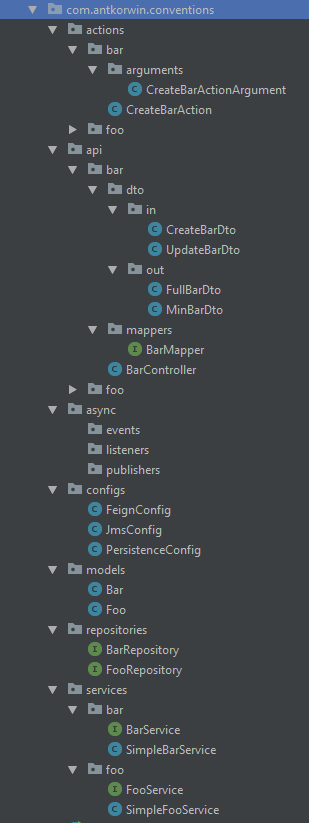 com.antkorwin.conventions
actions
bar
arguments
CreateBarActionArgument
CreateBarAction
foo
api
bar
dto
in
CreateBarDto
UpdateBarDto
out
FullBarDto
MinBarDto
mappers
BarMapper
BarController
foo
async
events
listeners
publishers
configs
FeignConfig
JmsConfig
PersistenceConfig
models
Bar
Foo
repositories
BarRepository
FooRepository
services
bar
BarService
SimpleBarService
foo
FooService
SimpleFooService